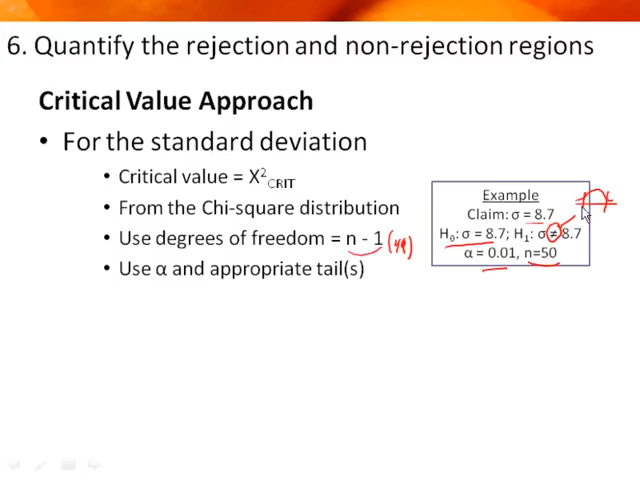 6. Quantify the rejection and non-rejection regions
Critical Value Approach
• For the standard deviation
• Critical value = X²CRIT
• From the Chi-square distribution
• Use degrees of freedom = n - 1 (49)
• Use α and appropriate tail(s)
Example
Claim: σ = 8.7
H₀: σ = 8.7; H₁: σ ≠ 8.7
α = 0.01, n=50